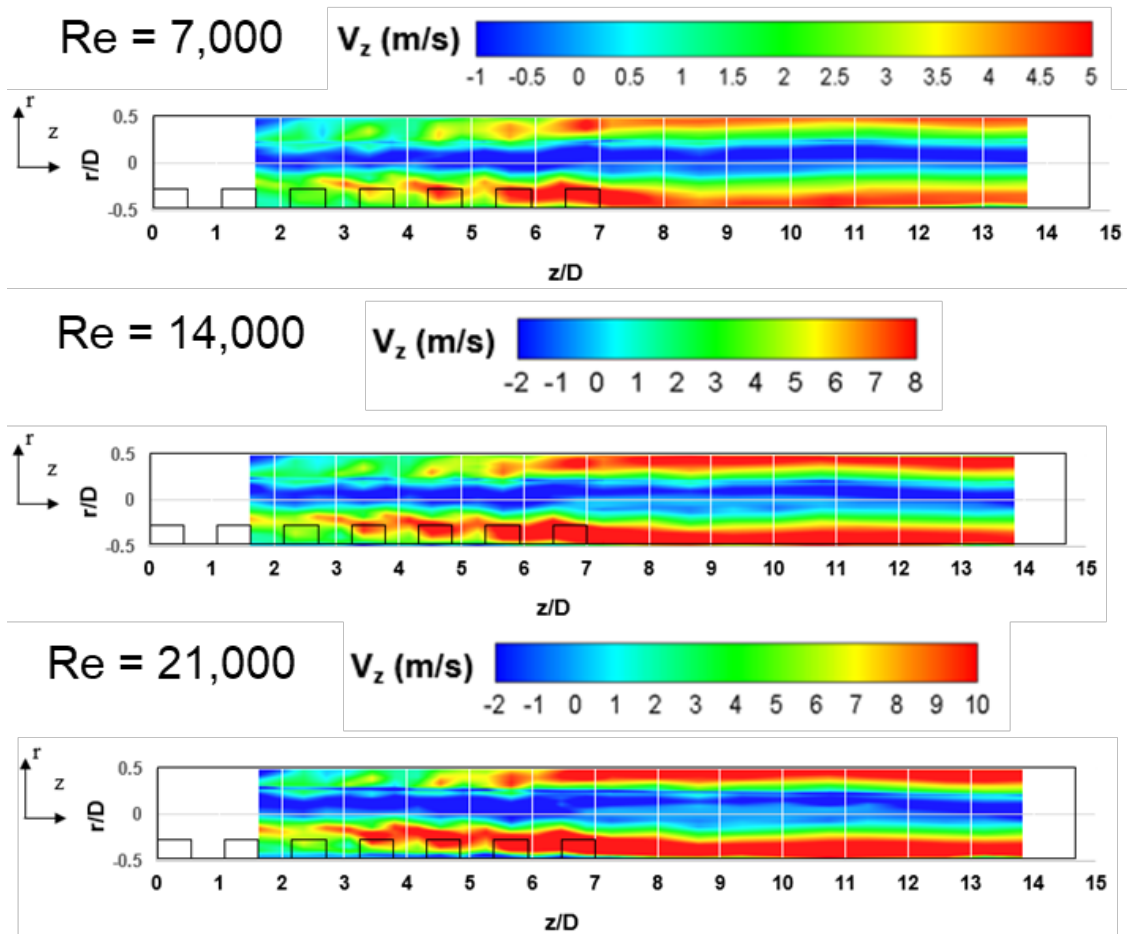 Re = 7,000
Vz (m/s)
-1 -0.5 0 0.5 1 1.5 2 2.5 3 3.5 4 4.5 5
r
z
r/D
0.5
0
-0.5
0 1 2 3 4 5 6 7 8 9 10 11 12 13 14 15
z/D
Re = 14,000
Vz (m/s)
-2 -1 0 1 2 3 4 5 6 7 8
r
z
r/D
0.5
0
-0.5
0 1 2 3 4 5 6 7 8 9 10 11 12 13 14 15
z/D
Re = 21,000
Vz (m/s)
-2 -1 0 1 2 3 4 5 6 7 8 9 10
r
z
r/D
0.5
0
-0.5
0 1 2 3 4 5 6 7 8 9 10 11 12 13 14 15
z/D